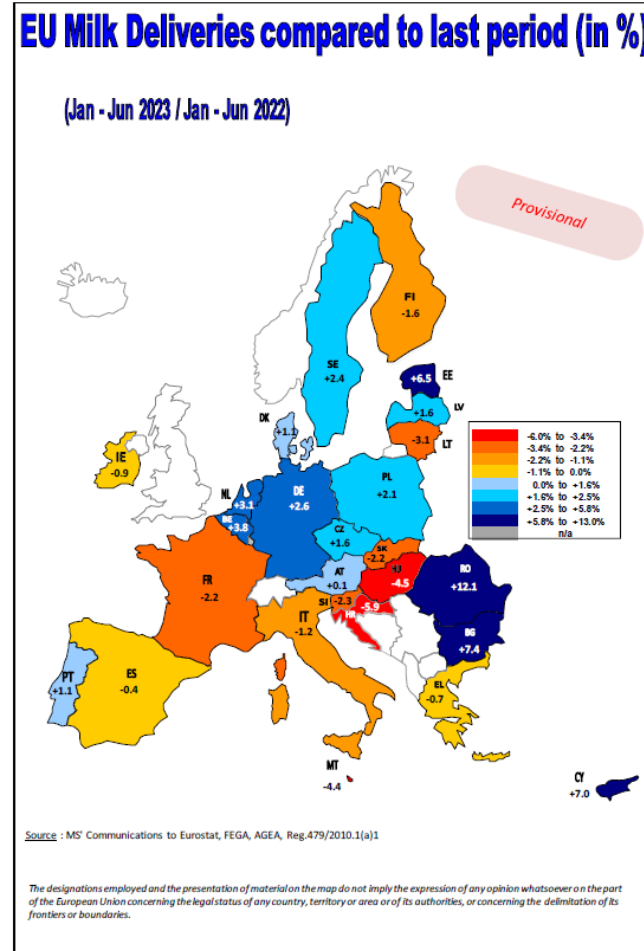 EU Milk Deliveries compared to last period (in %)
(Jan - Jun 2023 / Jan - Jun 2022)
Provisional
FI
-1.6
SE
+2.4
+6.5 EE
DK
+1.1
+1.6 LV
-3.1 LT
IE
-0.9
-6.0% to -3.4%
-3.4% to -2.2%
-2.2% to -1.1%
-1.1% to 0.0%
0.0% to +1.6%
+1.6% to +2.5%
+2.5% to +5.8%
+5.8% to +13.0%
n/a
NL
+3.1
DE
+2.6
PL
+2.1
BE
+3.8
CZ
+1.6
SK
-2.2
FR
-2.2
AT
+0.1
HU
-4.5
RO
+12.1
SI -2.3
HR -5.9
IT
-1.2
BG
+7.4
PT
+1.1
ES
-0.4
EL
-0.7
MT
-4.4
CY
+7.0
Source : MS' Communications to Eurostat, FEGA, AGEA, Reg.479/2010.1(a)1
The designations employed and the presentation of material on the map do not imply the expression of any opinion whatsoever on the part
of the European Union concerning the legal status of any country, territory or area or of its authorities, or concerning the delimitation of its
frontiers or boundaries.